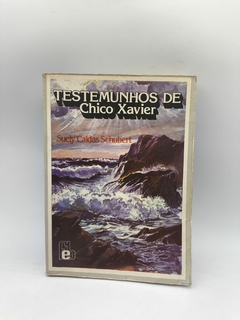 TESTEMUNHOS DE
Chico Xavier
Suely Caldas Schubert